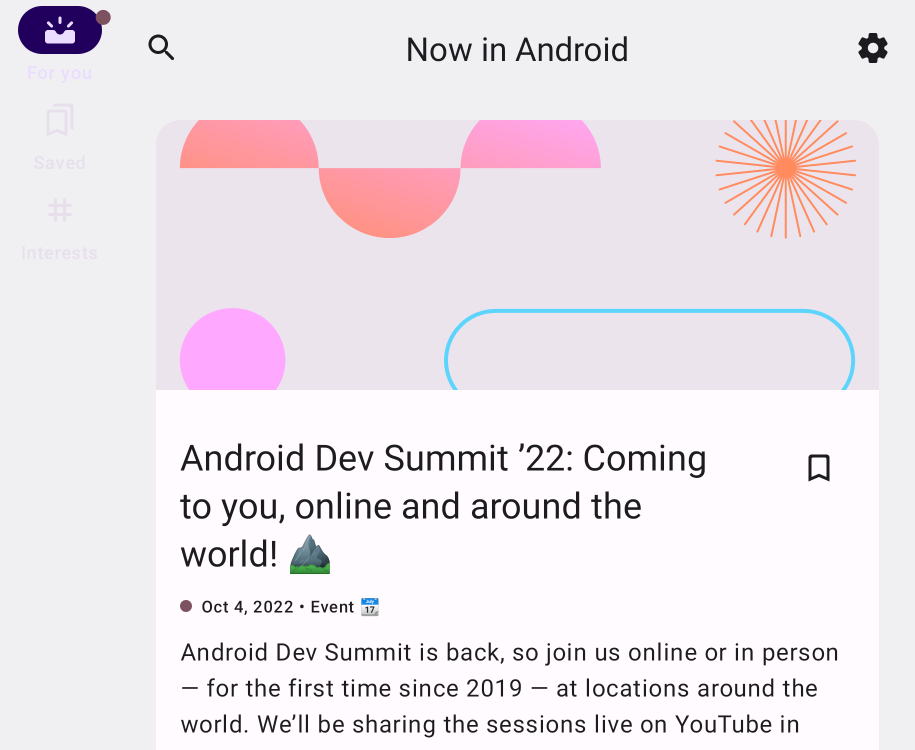 Now in Android
For you
Saved
Interests
Android Dev Summit ’22: Coming
to you, online and around the
world! ⛰️
Oct 4, 2022 • Event 📆
Android Dev Summit is back, so join us online or in person
— for the first time since 2019 — at locations around the
world. We’ll be sharing the sessions live on YouTube in